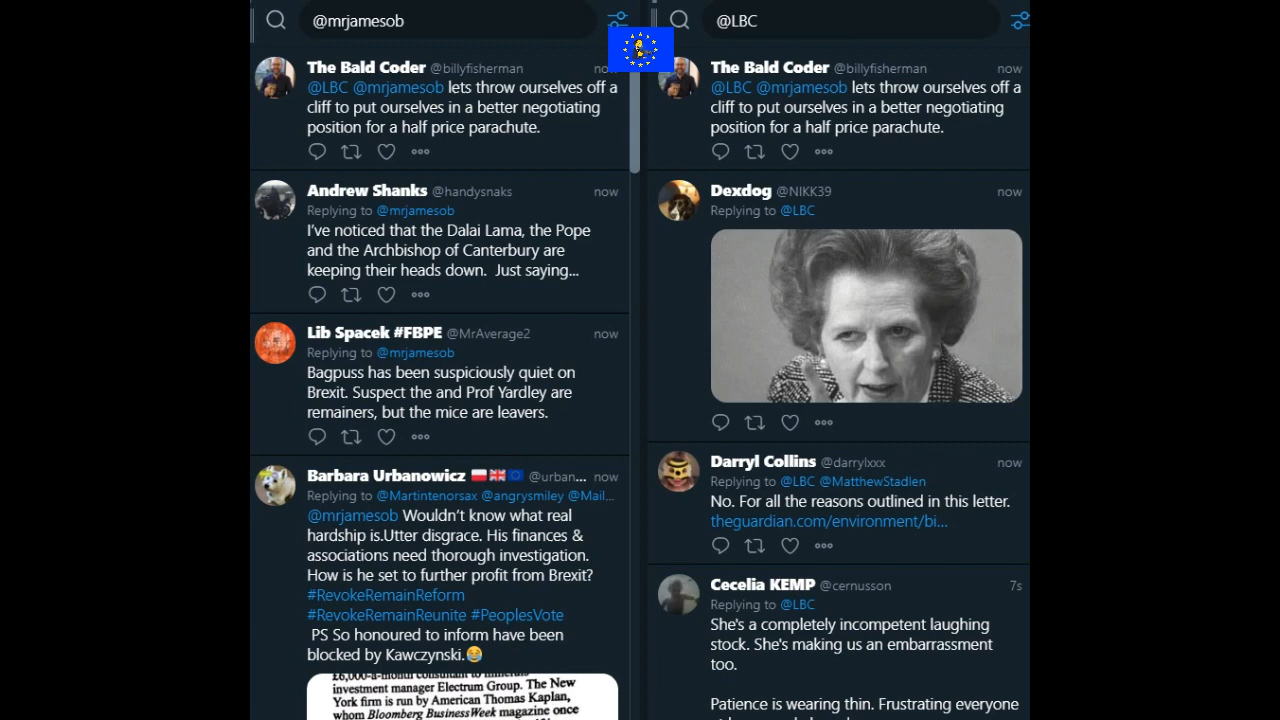 @mrjamesob
The Bald Coder @billyfisherman now
@LBC @mrjamesob lets throw ourselves off a
cliff to put ourselves in a better negotiating
position for a half price parachute.
Andrew Shanks @handysnaks now
Replying to @mrjamesob
I've noticed that the Dalai Lama, the Pope
and the Archbishop of Canterbury are
keeping their heads down. Just saying...
Lib Spacek #FBPE @MrAverage2 now
Replying to @mrjamesob
Bagpuss has been suspiciously quiet on
Brexit. Suspect the and Prof Yardley are
remainers, but the mice are leavers.
Barbara Urbanowicz 🇵🇱🇬🇧🇪🇺 @urban... now
Replying to @Martintenorsax @angrysmiley @Mail...
@mrjamesob Wouldn't know what real
hardship is.Utter disgrace. His finances &
associations need thorough investigation.
How is he set to further profit from Brexit?
#RevokeRemainReform
#RevokeRemainReunite #PeoplesVote
PS So honoured to inform have been
blocked by Kawczynski.😂
£6,000-a-month consultant to
investment manager Electrum Group. The New
York firm is run by American Thomas Kaplan,
whom Bloomberg BusinessWeek magazine once
@LBC
The Bald Coder @billyfisherman now
@LBC @mrjamesob lets throw ourselves off a
cliff to put ourselves in a better negotiating
position for a half price parachute.
Dexdog @NIKK39 now
Replying to @LBC
Darryl Collins @darrylxxx now
Replying to @LBC @MatthewStadlen
No. For all the reasons outlined in this letter.
theguardian.com/environment/bi...
Cecelia KEMP @cernusson 7s
Replying to @LBC
She's a completely incompetent laughing
stock. She's making us an embarrassment
too.
Patience is wearing thin. Frustrating everyone